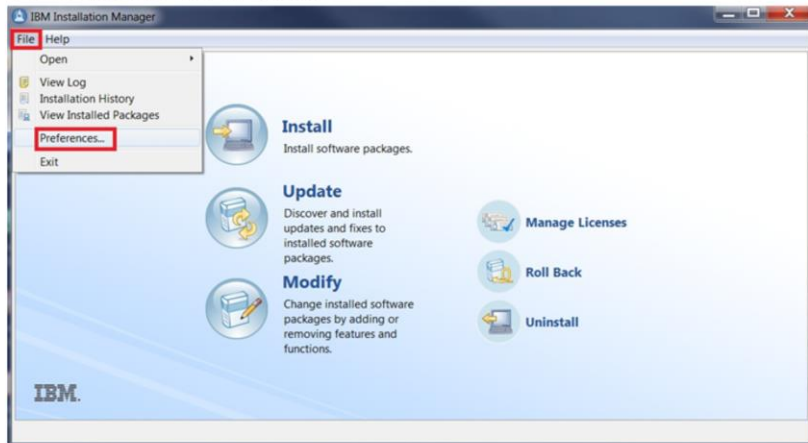 IBM Installation Manager
File Help
Open
View Log
Installation History
View Installed Packages
Preferences...
Exit
Install
Install software packages.
Update
Discover and install
updates and fixes to
installed software
packages.
Modify
Change installed software
packages by adding or
removing features and
functions.
Manage Licenses
Roll Back
Uninstall
IBM.